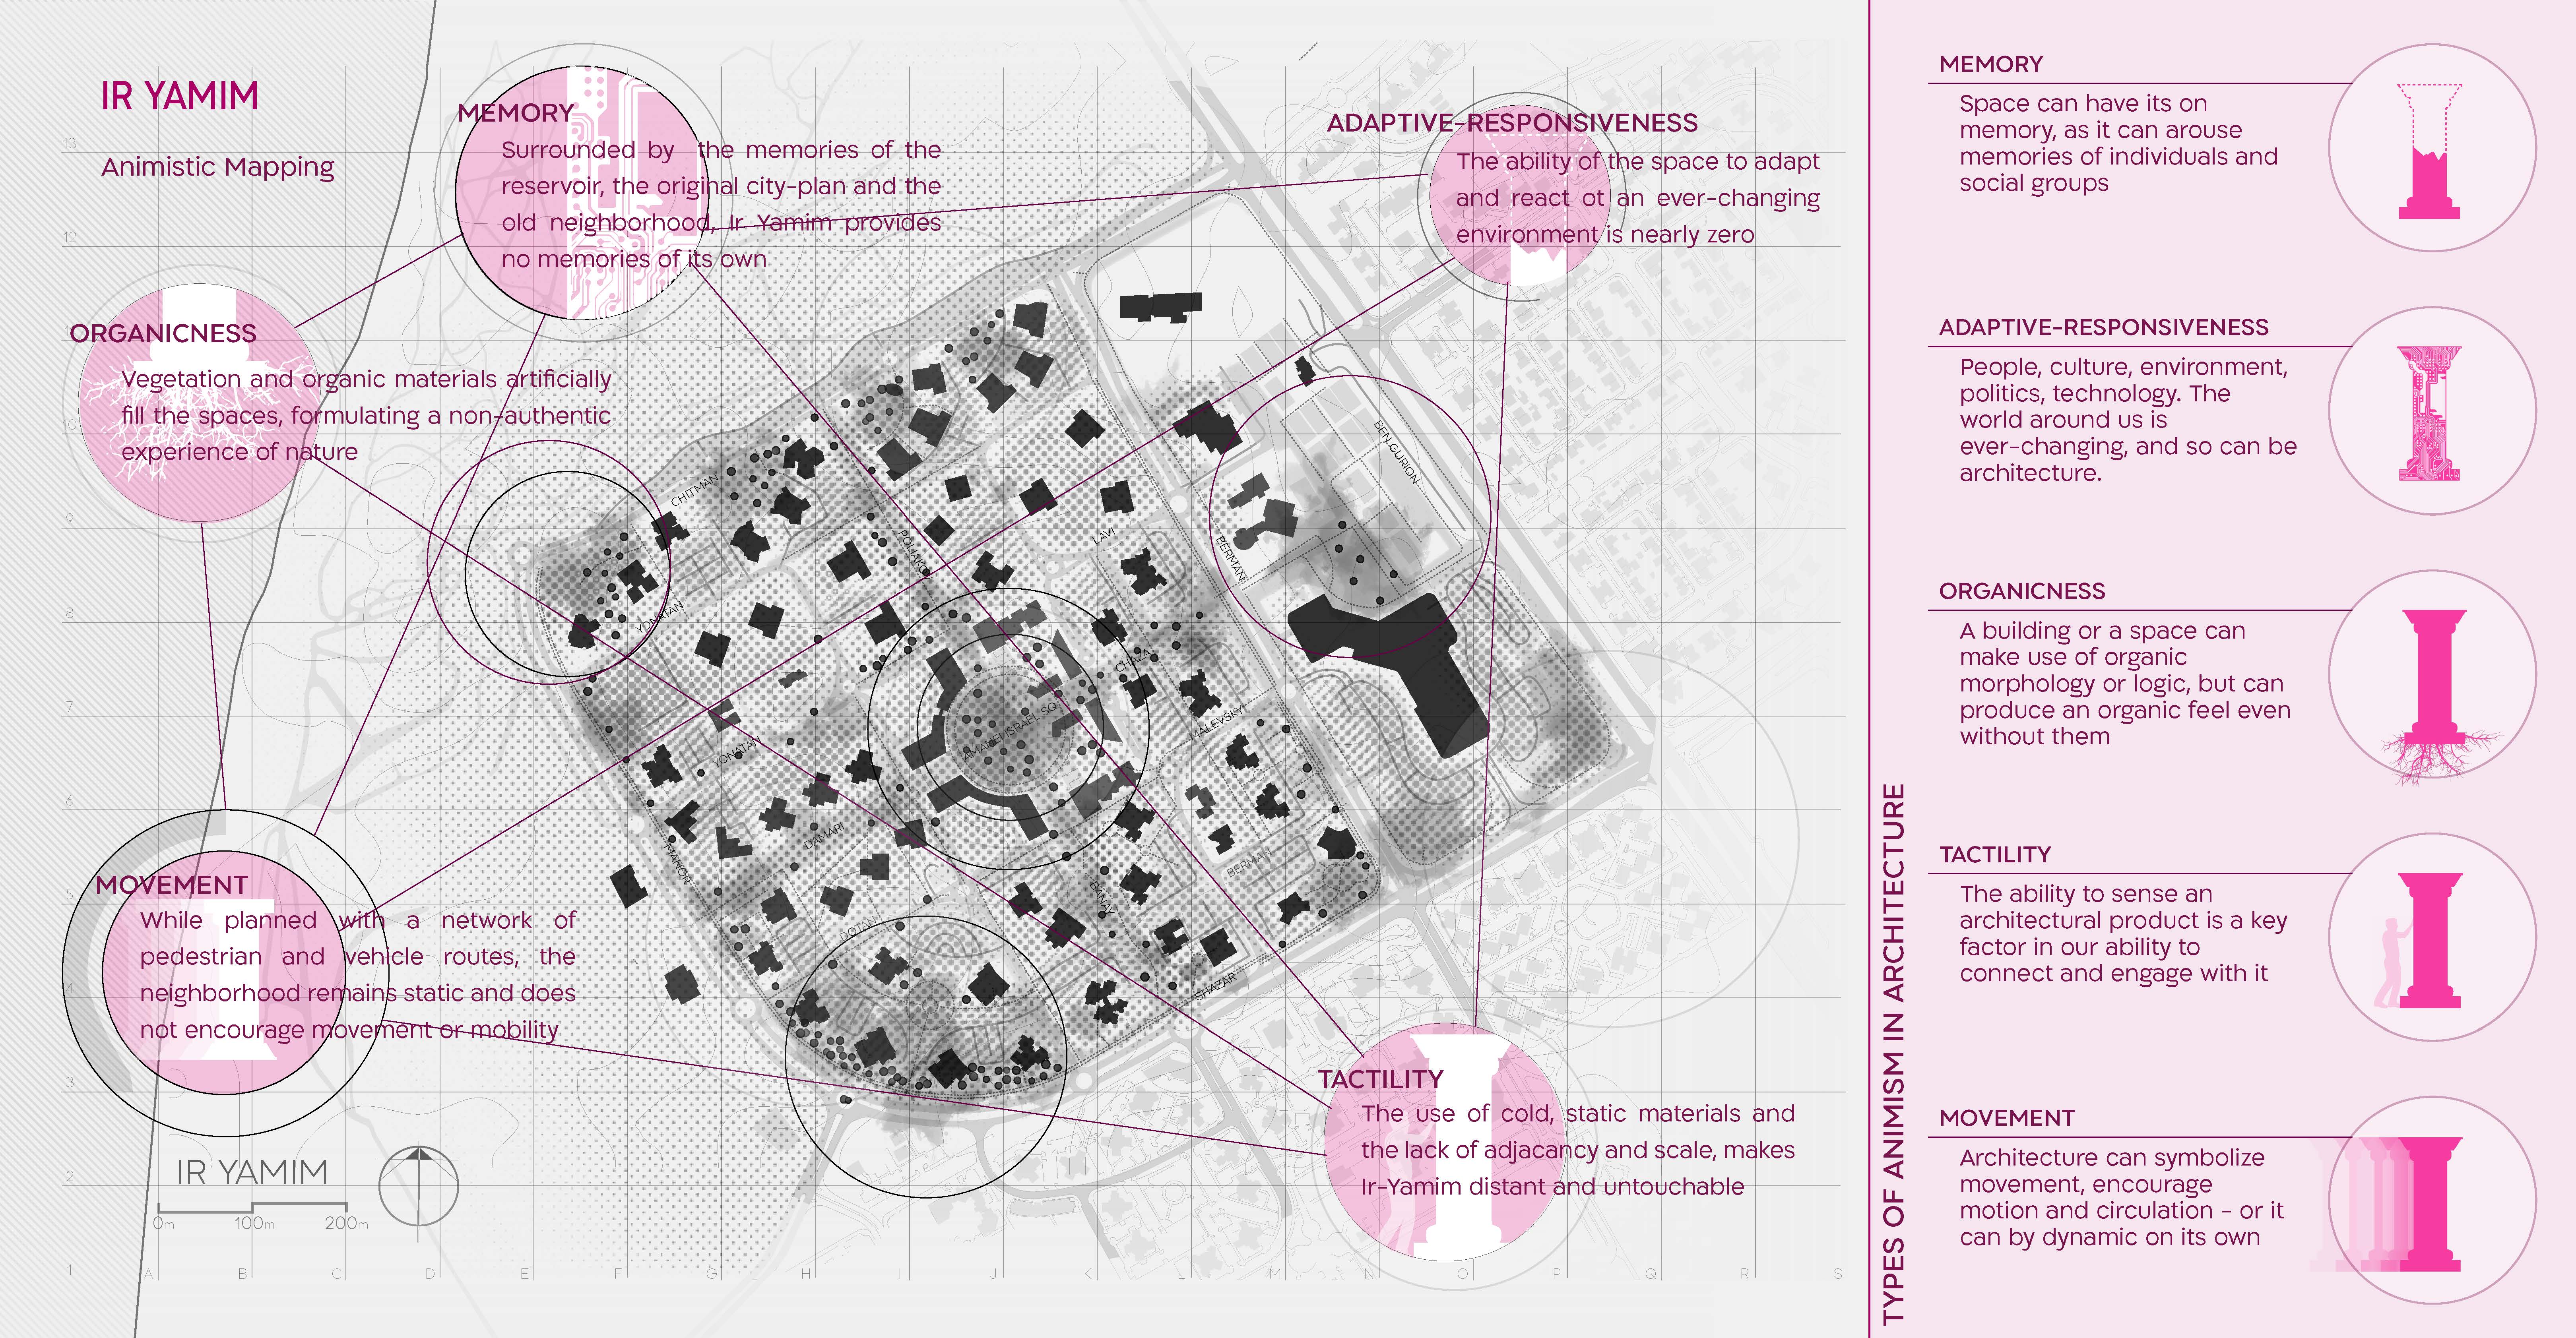 IR YAMIM
Animistic Mapping
MEMORY
Surrounded by the memories of the
reservoir, the original city-plan and the
old neighborhood, Ir Yamim provides
no memories of its own
ADAPTIVE-RESPONSIVENESS
The ability of the space to adapt
and react ot an ever-changing
environment is nearly zero
ORGANICNESS
Vegetation and organic materials artificially
fill the spaces, formulating a non-authentic
experience of nature
MOVEMENT
While planned with a network of
pedestrian and vehicle routes, the
neighborhood remains static and does
not encourage movement or mobility
TACTILITY
The use of cold, static materials and
the lack of adjacancy and scale, makes
Ir-Yamim distant and untouchable
CHITMAN
BEN GURION
LAVI
BERMAN
YONATAN
CHAZA
MALEVSKY
YONATAN
DAMARI
MANOR
BERMAN
BANAY
DOTAN
SHAZAR
13
12
10
8
7
6
5
4
3
2
1
A B C D E F G H I J K L M N O P Q R S
IR YAMIM
0m 100m 200m
TYPES OF ANIMISM IN ARCHITECTURE
MEMORY
Space can have its on
memory, as it can arouse
memories of individuals and
social groups
ADAPTIVE-RESPONSIVENESS
People, culture, environment,
politics, technology. The
world around us is
ever-changing, and so can be
architecture.
ORGANICNESS
A building or a space can
make use of organic
morphology or logic, but can
produce an organic feel even
without them
TACTILITY
The ability to sense an
architectural product is a key
factor in our ability to
connect and engage with it
MOVEMENT
Architecture can symbolize
movement, encourage
motion and circulation - or it
can by dynamic on its own